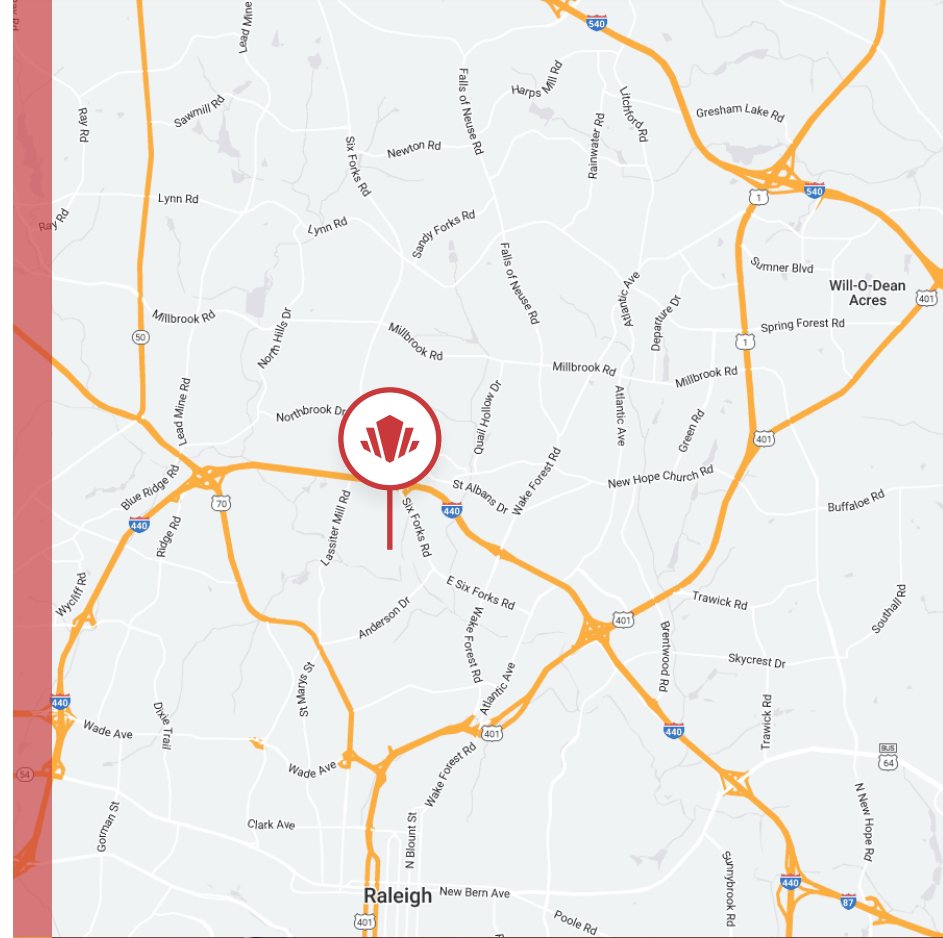 540
Lead Mine
Harps Mill Rd
Falls of Neuse Rd
Litchford Rd
Ray Rd
Sawmill Rd
Gresham Lake Rd
Six Forks Rd
Newton Rd
Rainwater Rd
1
540
Lynn Rd
Ray Rd
Lynn Rd
Sandy Forks Rd
Falls of Neuse Rd
Sumner Blvd
Will-O-Dean
Acres
401
Atlantic Ave
Departure Dr
Millbrook Rd
50
North Hills Dr
Millbrook Rd
Spring Forest Rd
1
Millbrook Rd
Millbrook Rd
Lead Mine Rd
Northbrook Dr
Quail Hollow Dr
Atlantic Ave
Green Rd
401
Blue Ridge Rd
70
440
Ridge Rd
Lassiter Mill Rd
Six Forks Rd
440
St Albans Dr
Wake Forest Rd
New Hope Church Rd
Buffaloe Rd
Wycliff Rd
Anderson Dr
E Six Forks Rd
Wake Forest Rd
401
Trawick Rd
Southall Rd
Brentwood Rd
Skycrest Dr
440
St Marys St
Atlantic Ave
Dixie Trail
Wade Ave
401
440
Trawick Rd
BUS
64
54
Wade Ave
Wake Forest Rd
Gorman St
Clark Ave
N Blount St
N New Hope Rd
Sunnybrook Rd
440
87
Raleigh
New Bern Ave
401
Poole Rd